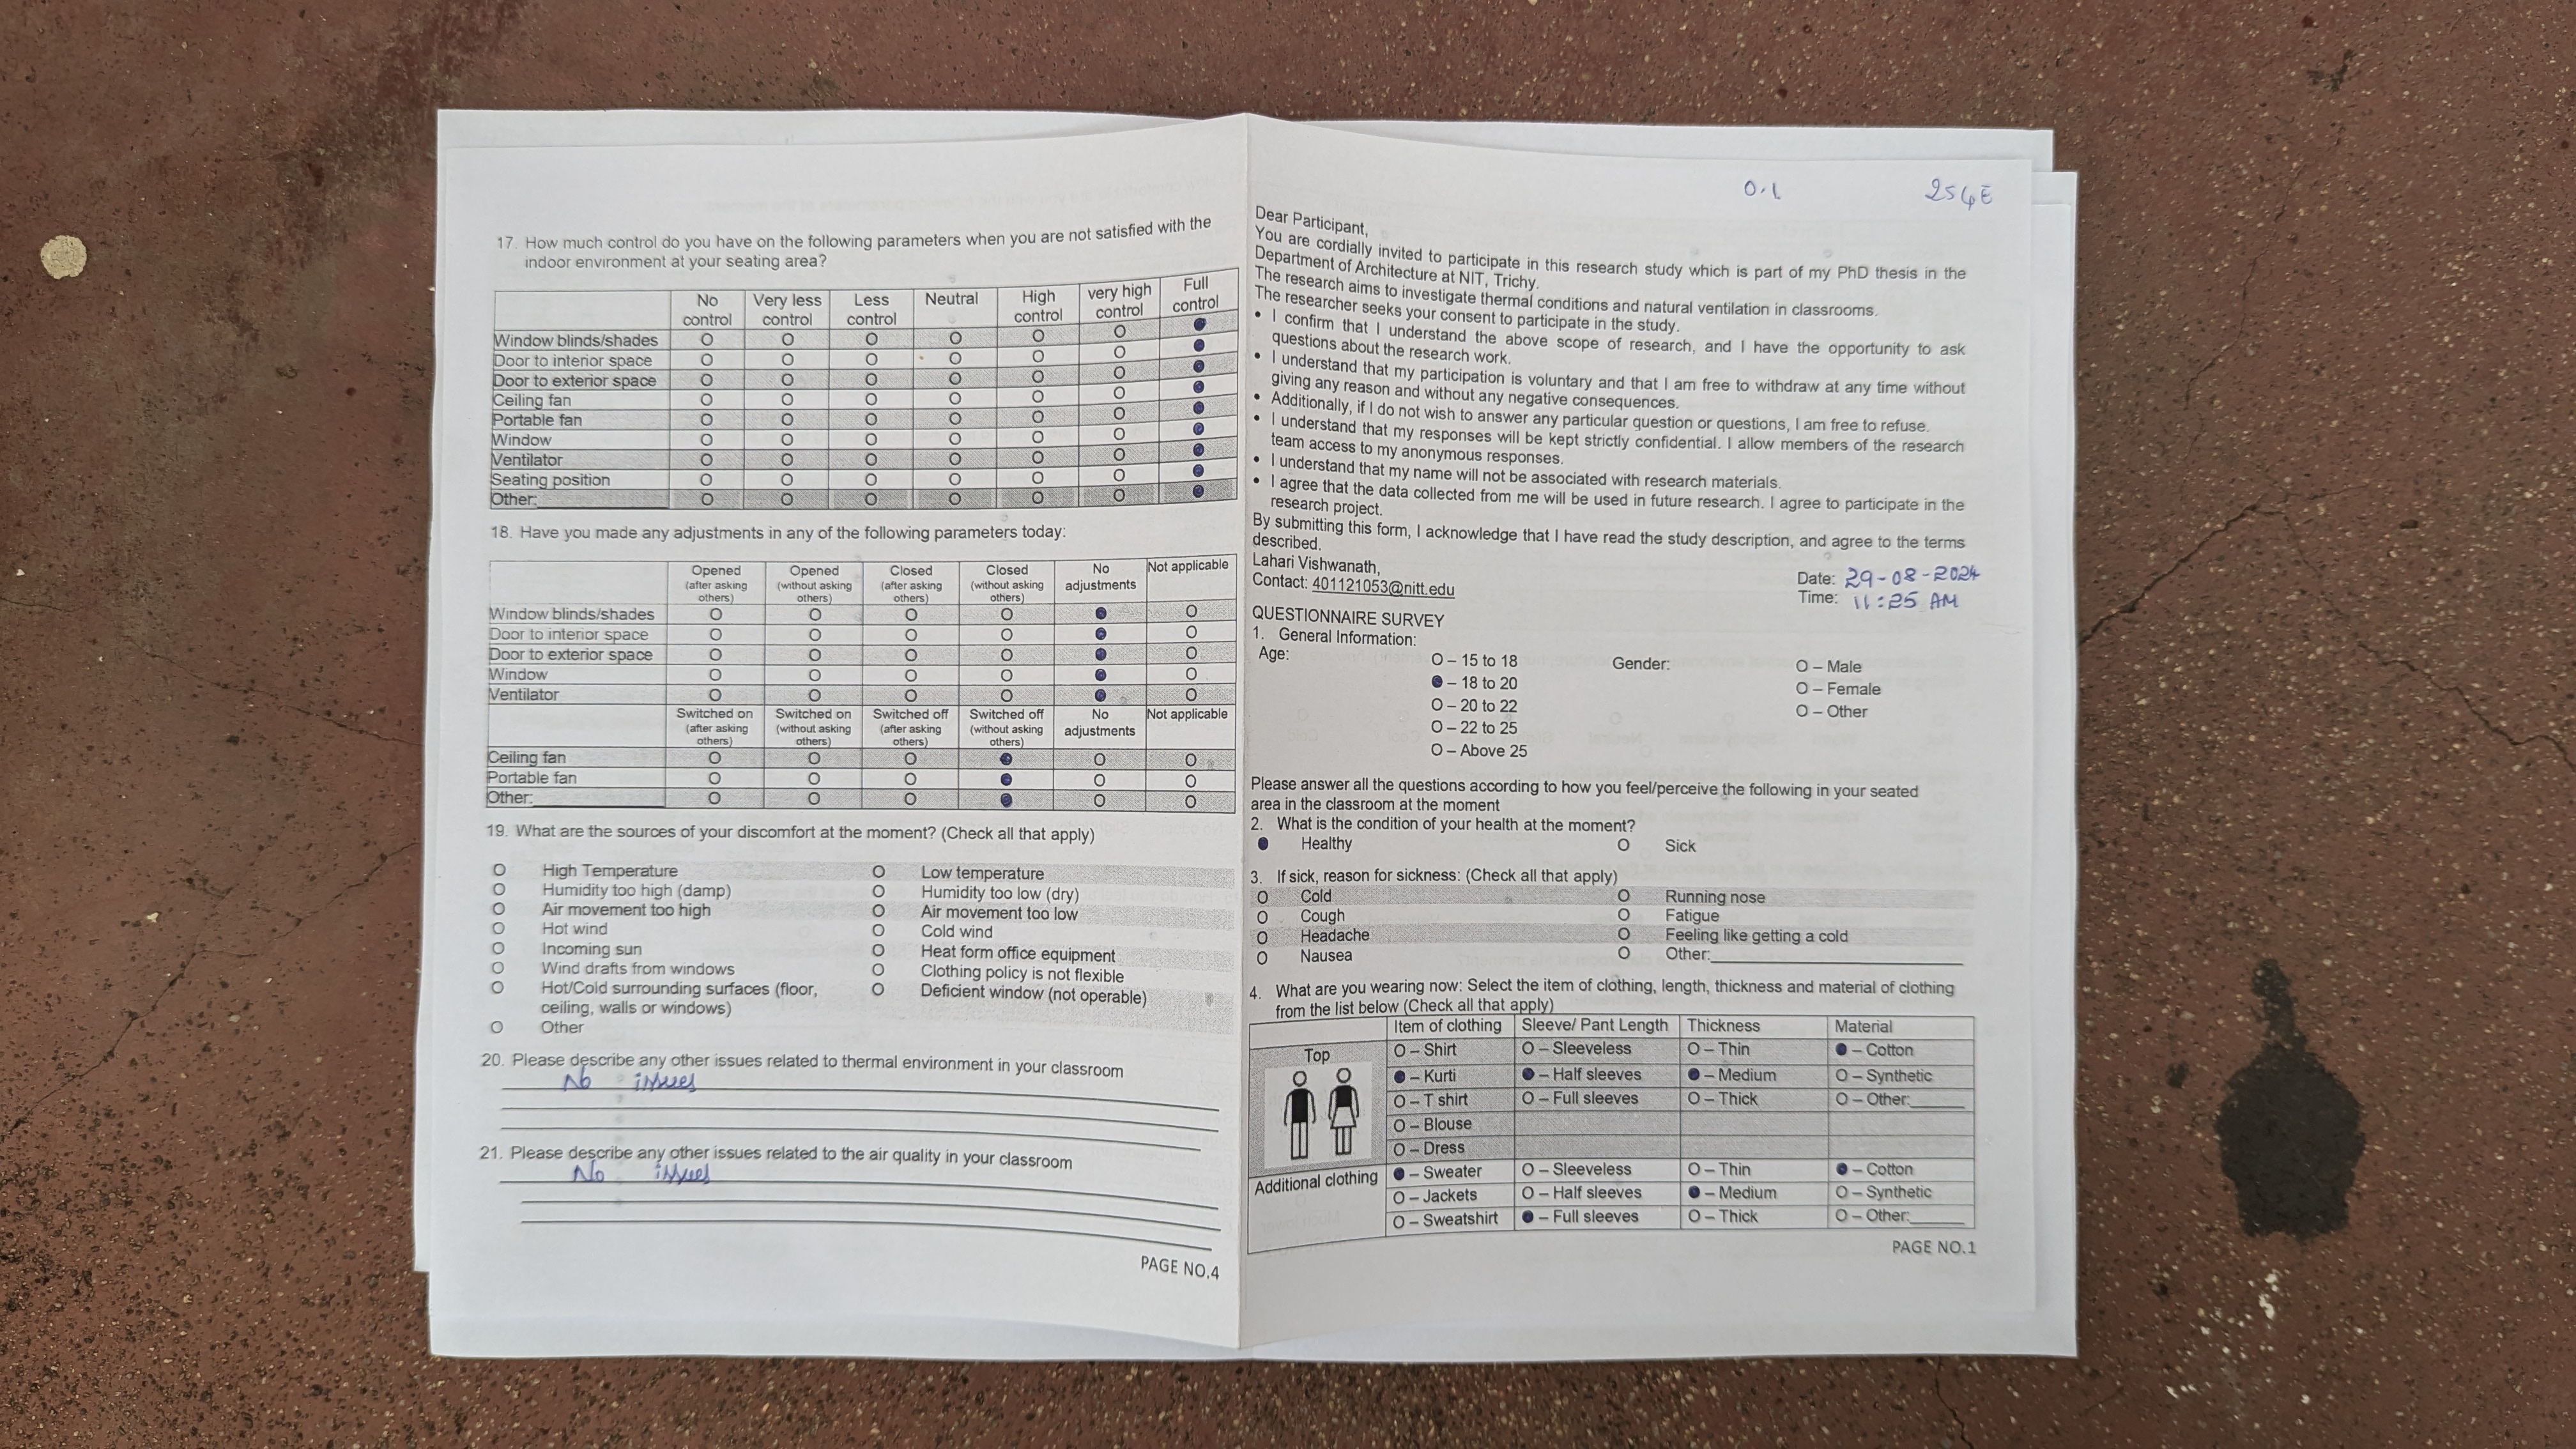 17. How much control do you have on the following parameters when you are not satisfied with the
indoor environment at your seating area?
No control Very less control Less control Neutral High control very high control Full control
Window blinds/shades O O O O O O ●
Door to interior space O O O O O O ●
Door to exterior space O O O O O O ●
Ceiling fan O O O O O O ●
Portable fan O O O O O O ●
Window O O O O O O ●
Ventilator O O O O O O ●
Seating position O O O O O O ●
Other:________ O O O O O O ●
18. Have you made any adjustments in any of the following parameters today:
Opened (after asking others) Opened (without asking others) Closed (after asking others) Closed (without asking others) No adjustments Not applicable
Window blinds/shades O O O O ● O
Door to interior space O O O O ● O
Door to exterior space O O O O ● O
Window O O O O ● O
Ventilator O O O O ● O
Switched on (after asking others) Switched on (without asking others) Switched off (after asking others) Switched off (without asking others) No adjustments Not applicable
Ceiling fan O O O ● O O
Portable fan O O O ● O O
Other:________ O O O ● O O
19. What are the sources of your discomfort at the moment? (Check all that apply)
O High Temperature O Low temperature
O Humidity too high (damp) O Humidity too low (dry)
O Air movement too high O Air movement too low
O Hot wind O Cold wind
O Incoming sun O Heat form office equipment
O Wind drafts from windows O Clothing policy is not flexible
O Hot/Cold surrounding surfaces (floor, O Deficient window (not operable)
ceiling, walls or windows)
O Other
20. Please describe any other issues related to thermal environment in your classroom
No issues
21. Please describe any other issues related to the air quality in your classroom
No issues
PAGE NO.4
0.1 254E
Dear Participant,
You are cordially invited to participate in this research study which is part of my PhD thesis in the
Department of Architecture at NIT, Trichy.
The research aims to investigate thermal conditions and natural ventilation in classrooms.
The researcher seeks your consent to participate in the study.
• I confirm that I understand the above scope of research, and I have the opportunity to ask
questions about the research work.
• I understand that my participation is voluntary and that I am free to withdraw at any time without
giving any reason and without any negative consequences.
• Additionally, if I do not wish to answer any particular question or questions, I am free to refuse.
• I understand that my responses will be kept strictly confidential. I allow members of the research
team access to my anonymous responses.
• I understand that my name will not be associated with research materials.
• I agree that the data collected from me will be used in future research. I agree to participate in the
research project.
By submitting this form, I acknowledge that I have read the study description, and agree to the terms
described.
Lahari Vishwanath,
Contact: 401121053@nitt.edu
Date: 29-08-2024
Time: 11:25 AM
QUESTIONNAIRE SURVEY
1. General Information:
Age: O – 15 to 18 Gender: O – Male
● – 18 to 20 O – Female
O – 20 to 22 O – Other
O – 22 to 25
O – Above 25
Please answer all the questions according to how you feel/perceive the following in your seated
area in the classroom at the moment
2. What is the condition of your health at the moment?
● Healthy O Sick
3. If sick, reason for sickness: (Check all that apply)
O Cold O Running nose
O Cough O Fatigue
O Headache O Feeling like getting a cold
O Nausea O Other:________
4. What are you wearing now: Select the item of clothing, length, thickness and material of clothing
from the list below (Check all that apply)
Item of clothing Sleeve/ Pant Length Thickness Material
Top O – Shirt O – Sleeveless O – Thin ● – Cotton
● – Kurti ● – Half sleeves ● – Medium O – Synthetic
O – T shirt O – Full sleeves O – Thick O – Other:______
O – Blouse
O – Dress
Additional clothing ● – Sweater O – Sleeveless O – Thin ● – Cotton
O – Jackets O – Half sleeves ● – Medium O – Synthetic
O – Sweatshirt ● – Full sleeves O – Thick O – Other:______
PAGE NO.1